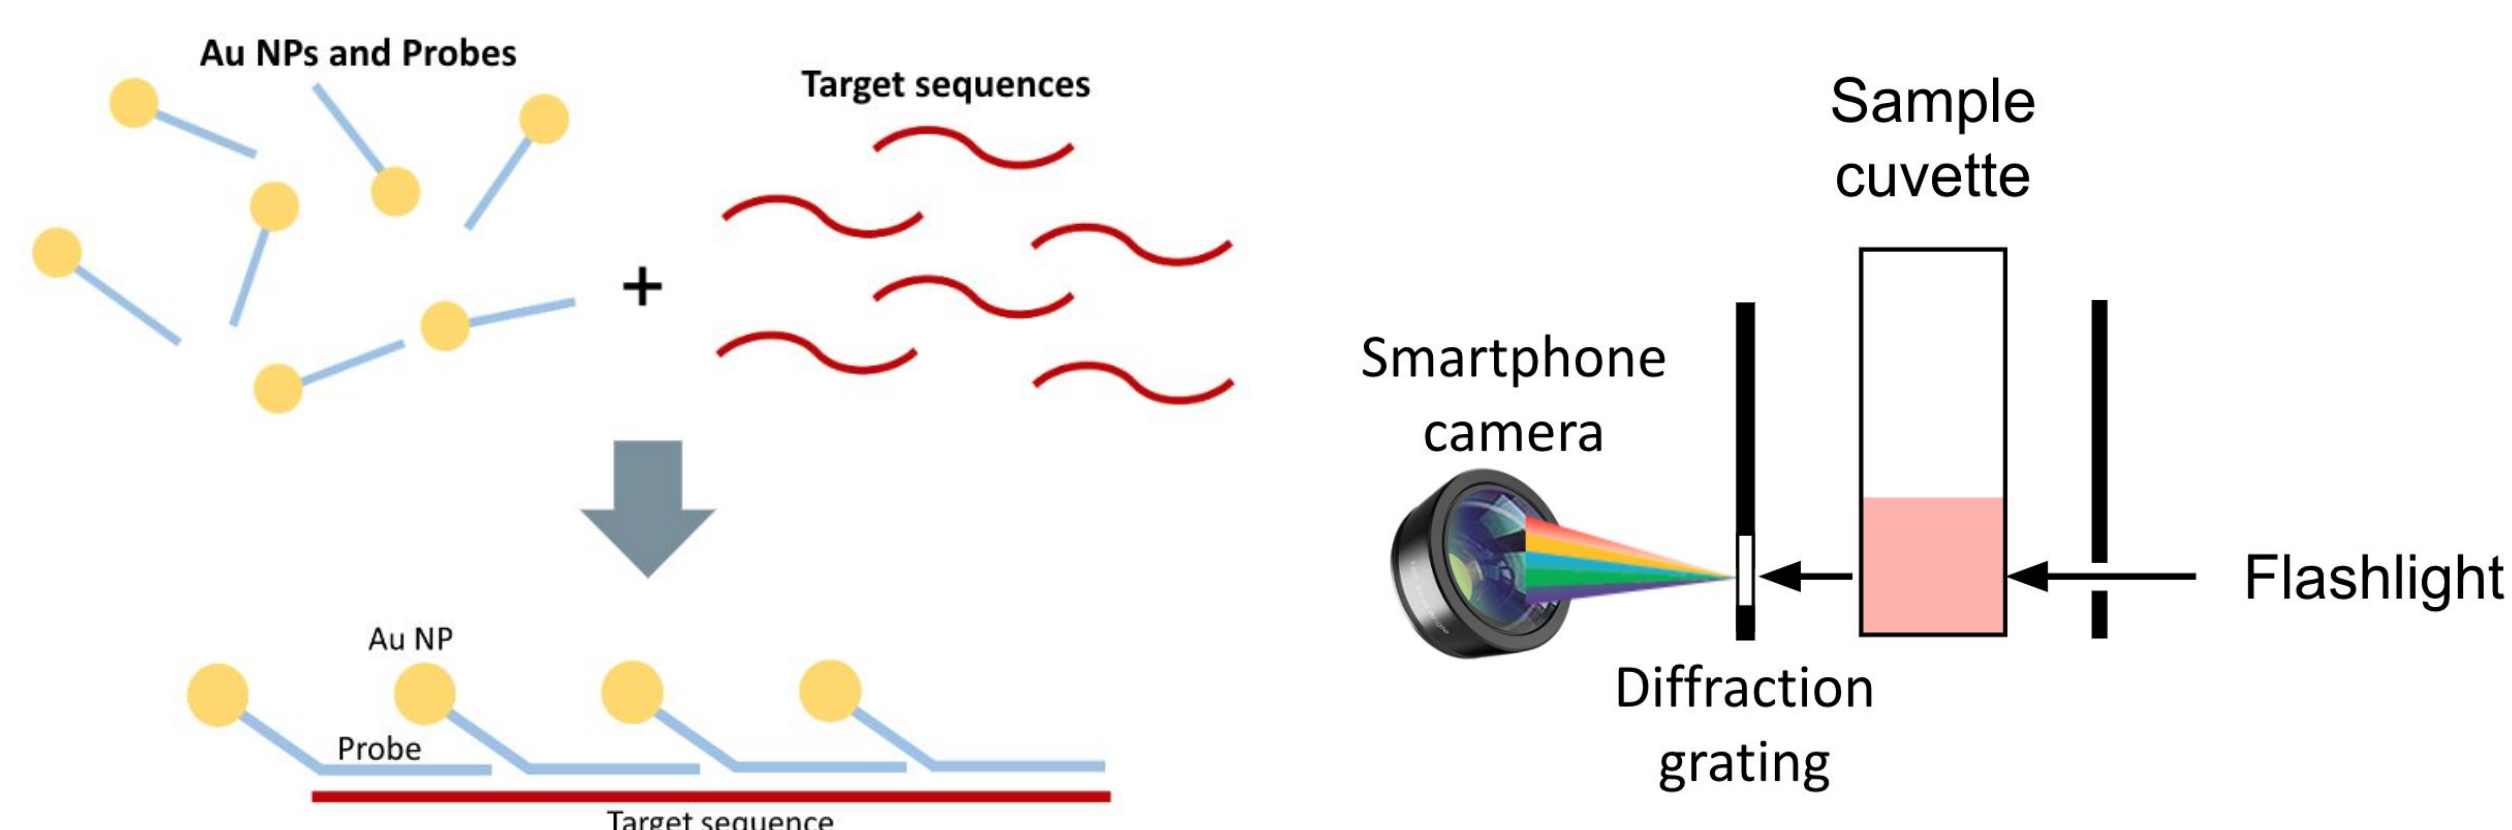 Au NPs and Probes
Target sequences
+
Au NP
Probe
Target sequence
Sample
cuvette
Smartphone
camera
Flashlight
Diffraction
grating